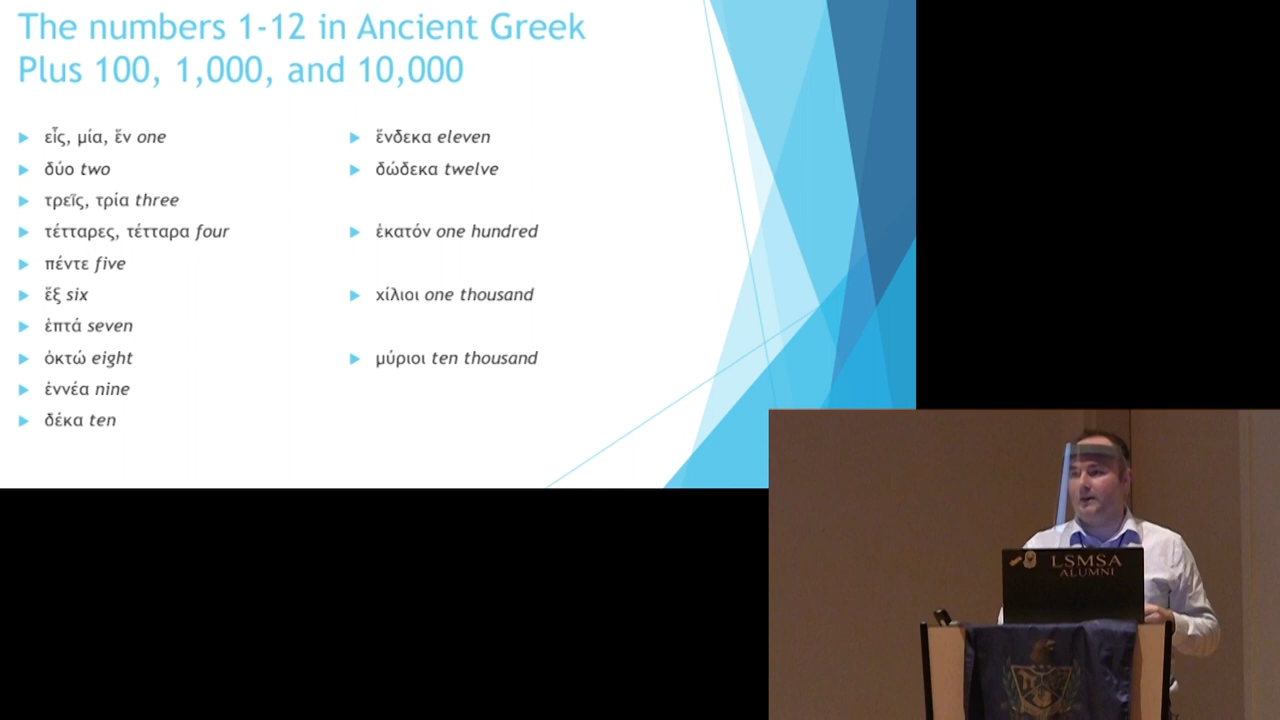 The numbers 1-12 in Ancient Greek
Plus 100, 1,000, and 10,000
εἷς, μία, ἕν one
δύο two
τρεῖς, τρία three
τέτταρες, τέτταρα four
πέντε five
ἕξ six
ἑπτά seven
ὀκτώ eight
ἐννέα nine
δέκα ten
ἕνδεκα eleven
δώδεκα twelve
ἑκατόν one hundred
χίλιοι one thousand
μύριοι ten thousand
LSMSA
ALUMNI